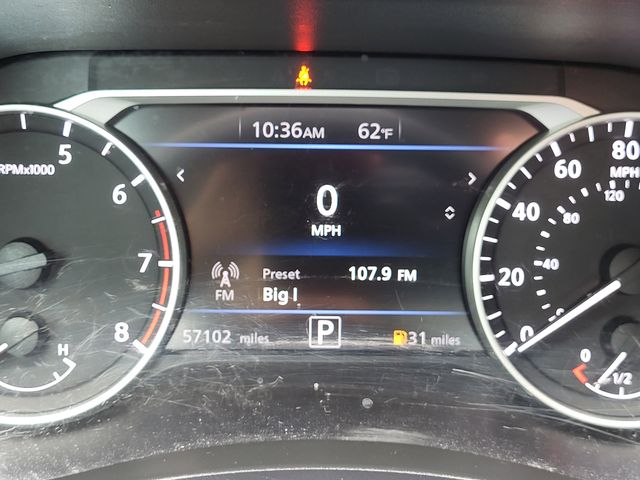 10:36AM 62°F
5
RPMx1000
6
7
8
H
0
MPH
Preset 107.9 FM
FM
Big I
57102 miles P 31 miles
80
MPH
60
120
40
80
20
40
0
0
1/2